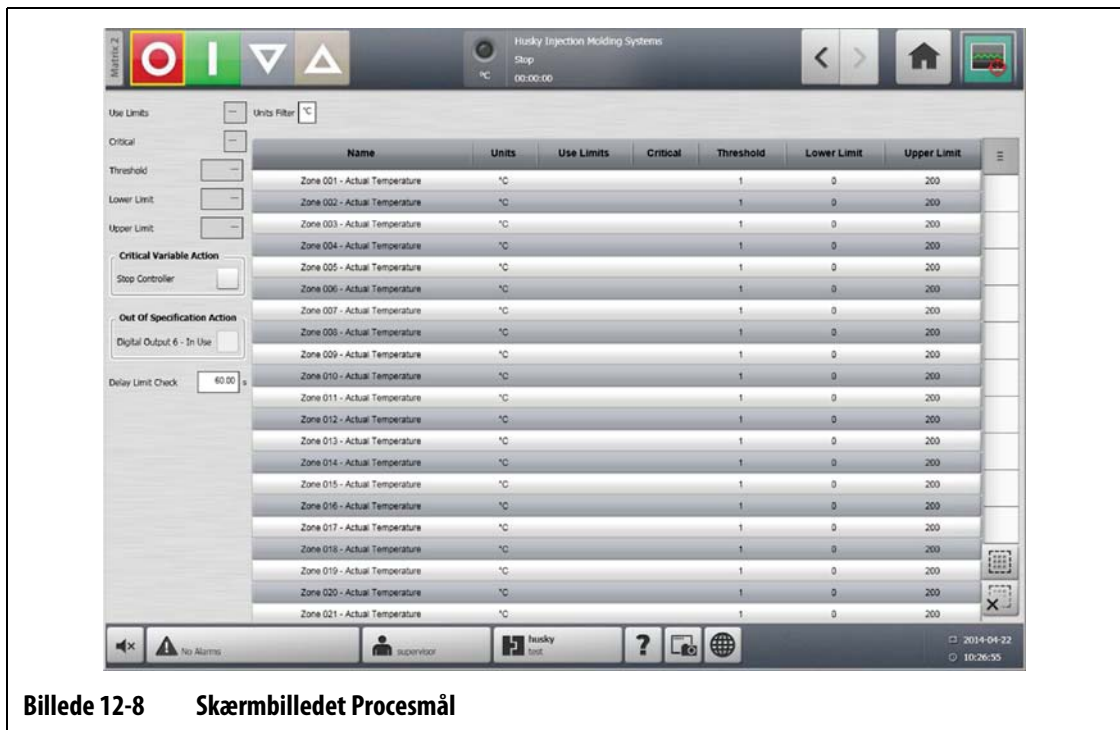 Matrix 2
°C
Husky Injection Molding Systems
Stop
00:00:00
Use Limits --
Critical --
Threshold --
Lower Limit --
Upper Limit --
Critical Variable Action
Stop Controller
Out Of Specification Action
Digital Output 6 - In Use
Delay Limit Check 60.00 s
Units Filter °C
Name Units Use Limits Critical Threshold Lower Limit Upper Limit
Zone 001 - Actual Temperature °C 1 0 200
Zone 002 - Actual Temperature °C 1 0 200
Zone 003 - Actual Temperature °C 1 0 200
Zone 004 - Actual Temperature °C 1 0 200
Zone 005 - Actual Temperature °C 1 0 200
Zone 006 - Actual Temperature °C 1 0 200
Zone 007 - Actual Temperature °C 1 0 200
Zone 008 - Actual Temperature °C 1 0 200
Zone 009 - Actual Temperature °C 1 0 200
Zone 010 - Actual Temperature °C 1 0 200
Zone 011 - Actual Temperature °C 1 0 200
Zone 012 - Actual Temperature °C 1 0 200
Zone 013 - Actual Temperature °C 1 0 200
Zone 014 - Actual Temperature °C 1 0 200
Zone 015 - Actual Temperature °C 1 0 200
Zone 016 - Actual Temperature °C 1 0 200
Zone 017 - Actual Temperature °C 1 0 200
Zone 018 - Actual Temperature °C 1 0 200
Zone 019 - Actual Temperature °C 1 0 200
Zone 020 - Actual Temperature °C 1 0 200
Zone 021 - Actual Temperature °C 1 0 200
No Alarms
supervisor
husky
test
?
2014-04-22
10:26:55
Billede 12-8 Skærmbilledet Procesmål